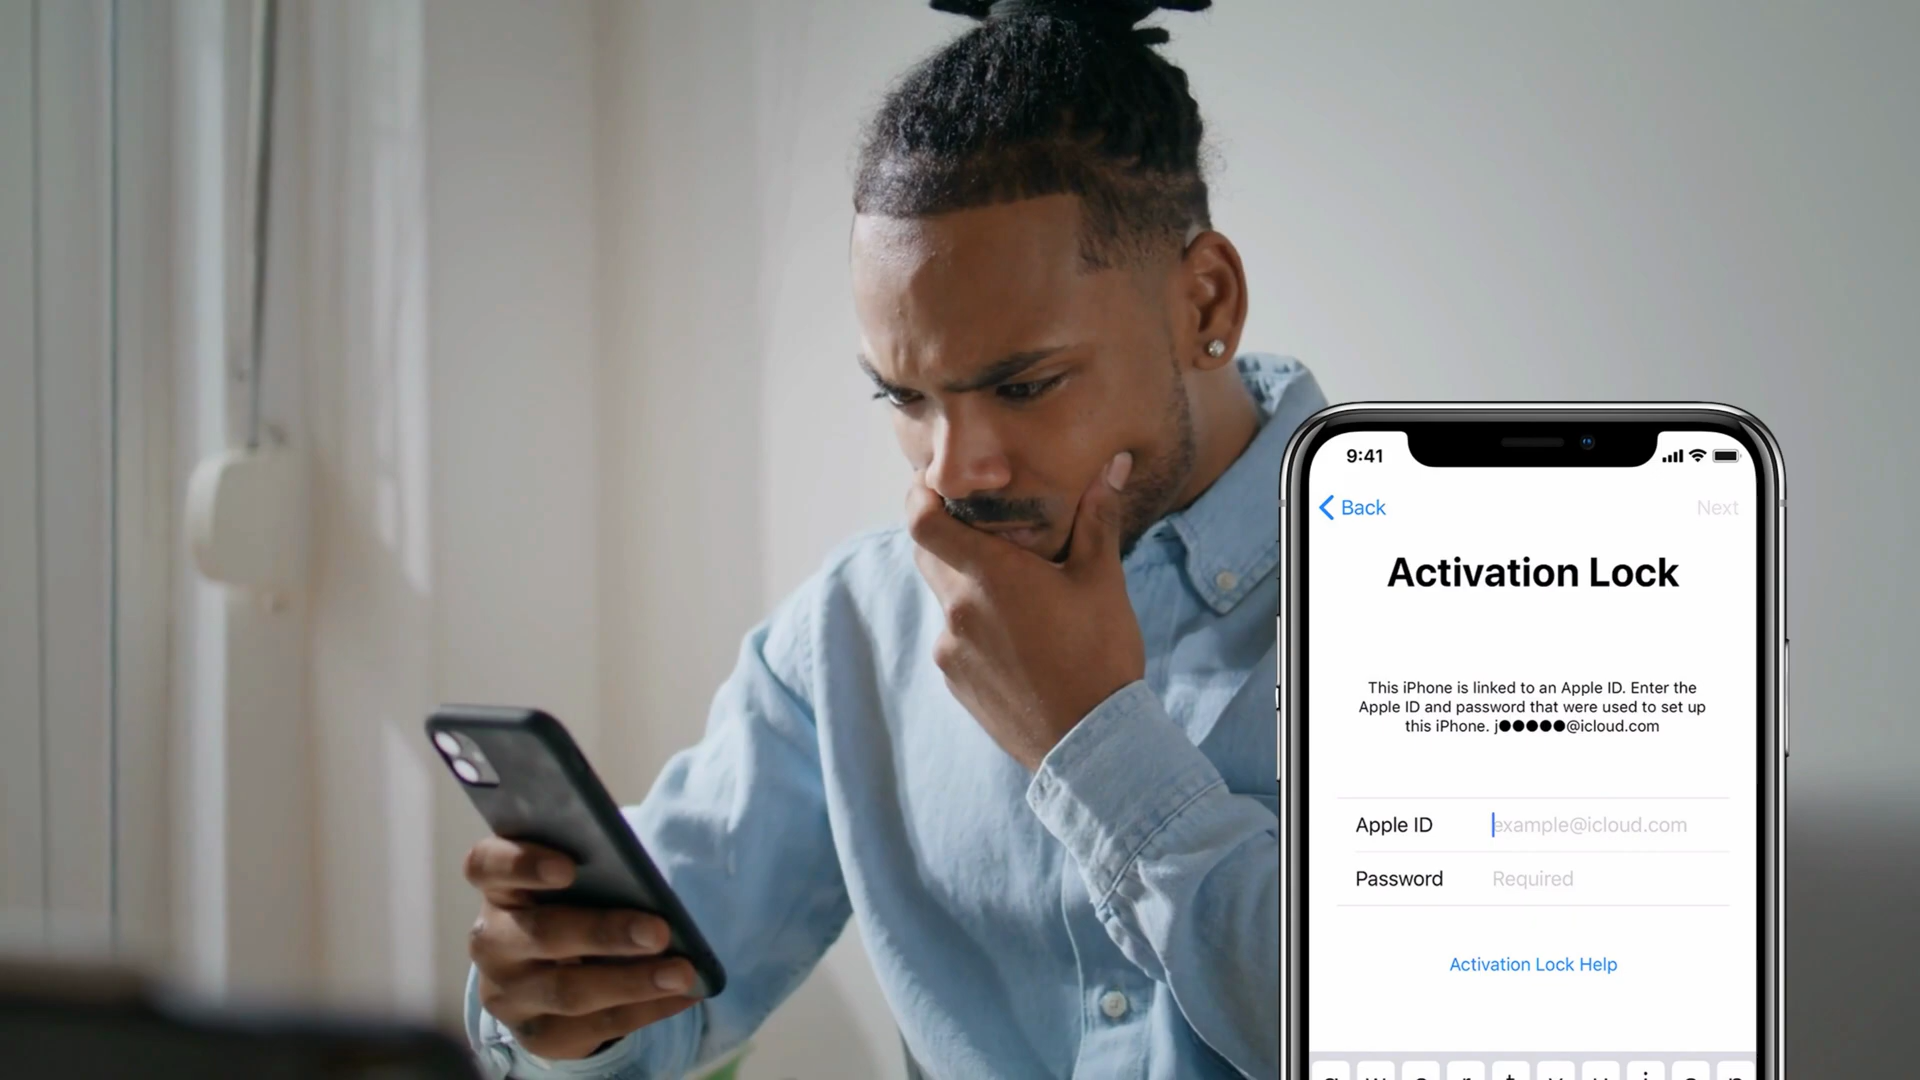 9:41
Back
Next
Activation Lock
This iPhone is linked to an Apple ID. Enter the
Apple ID and password that were used to set up
this iPhone. j●●●●●@icloud.com
Apple ID
example@icloud.com
Password
Required
Activation Lock Help